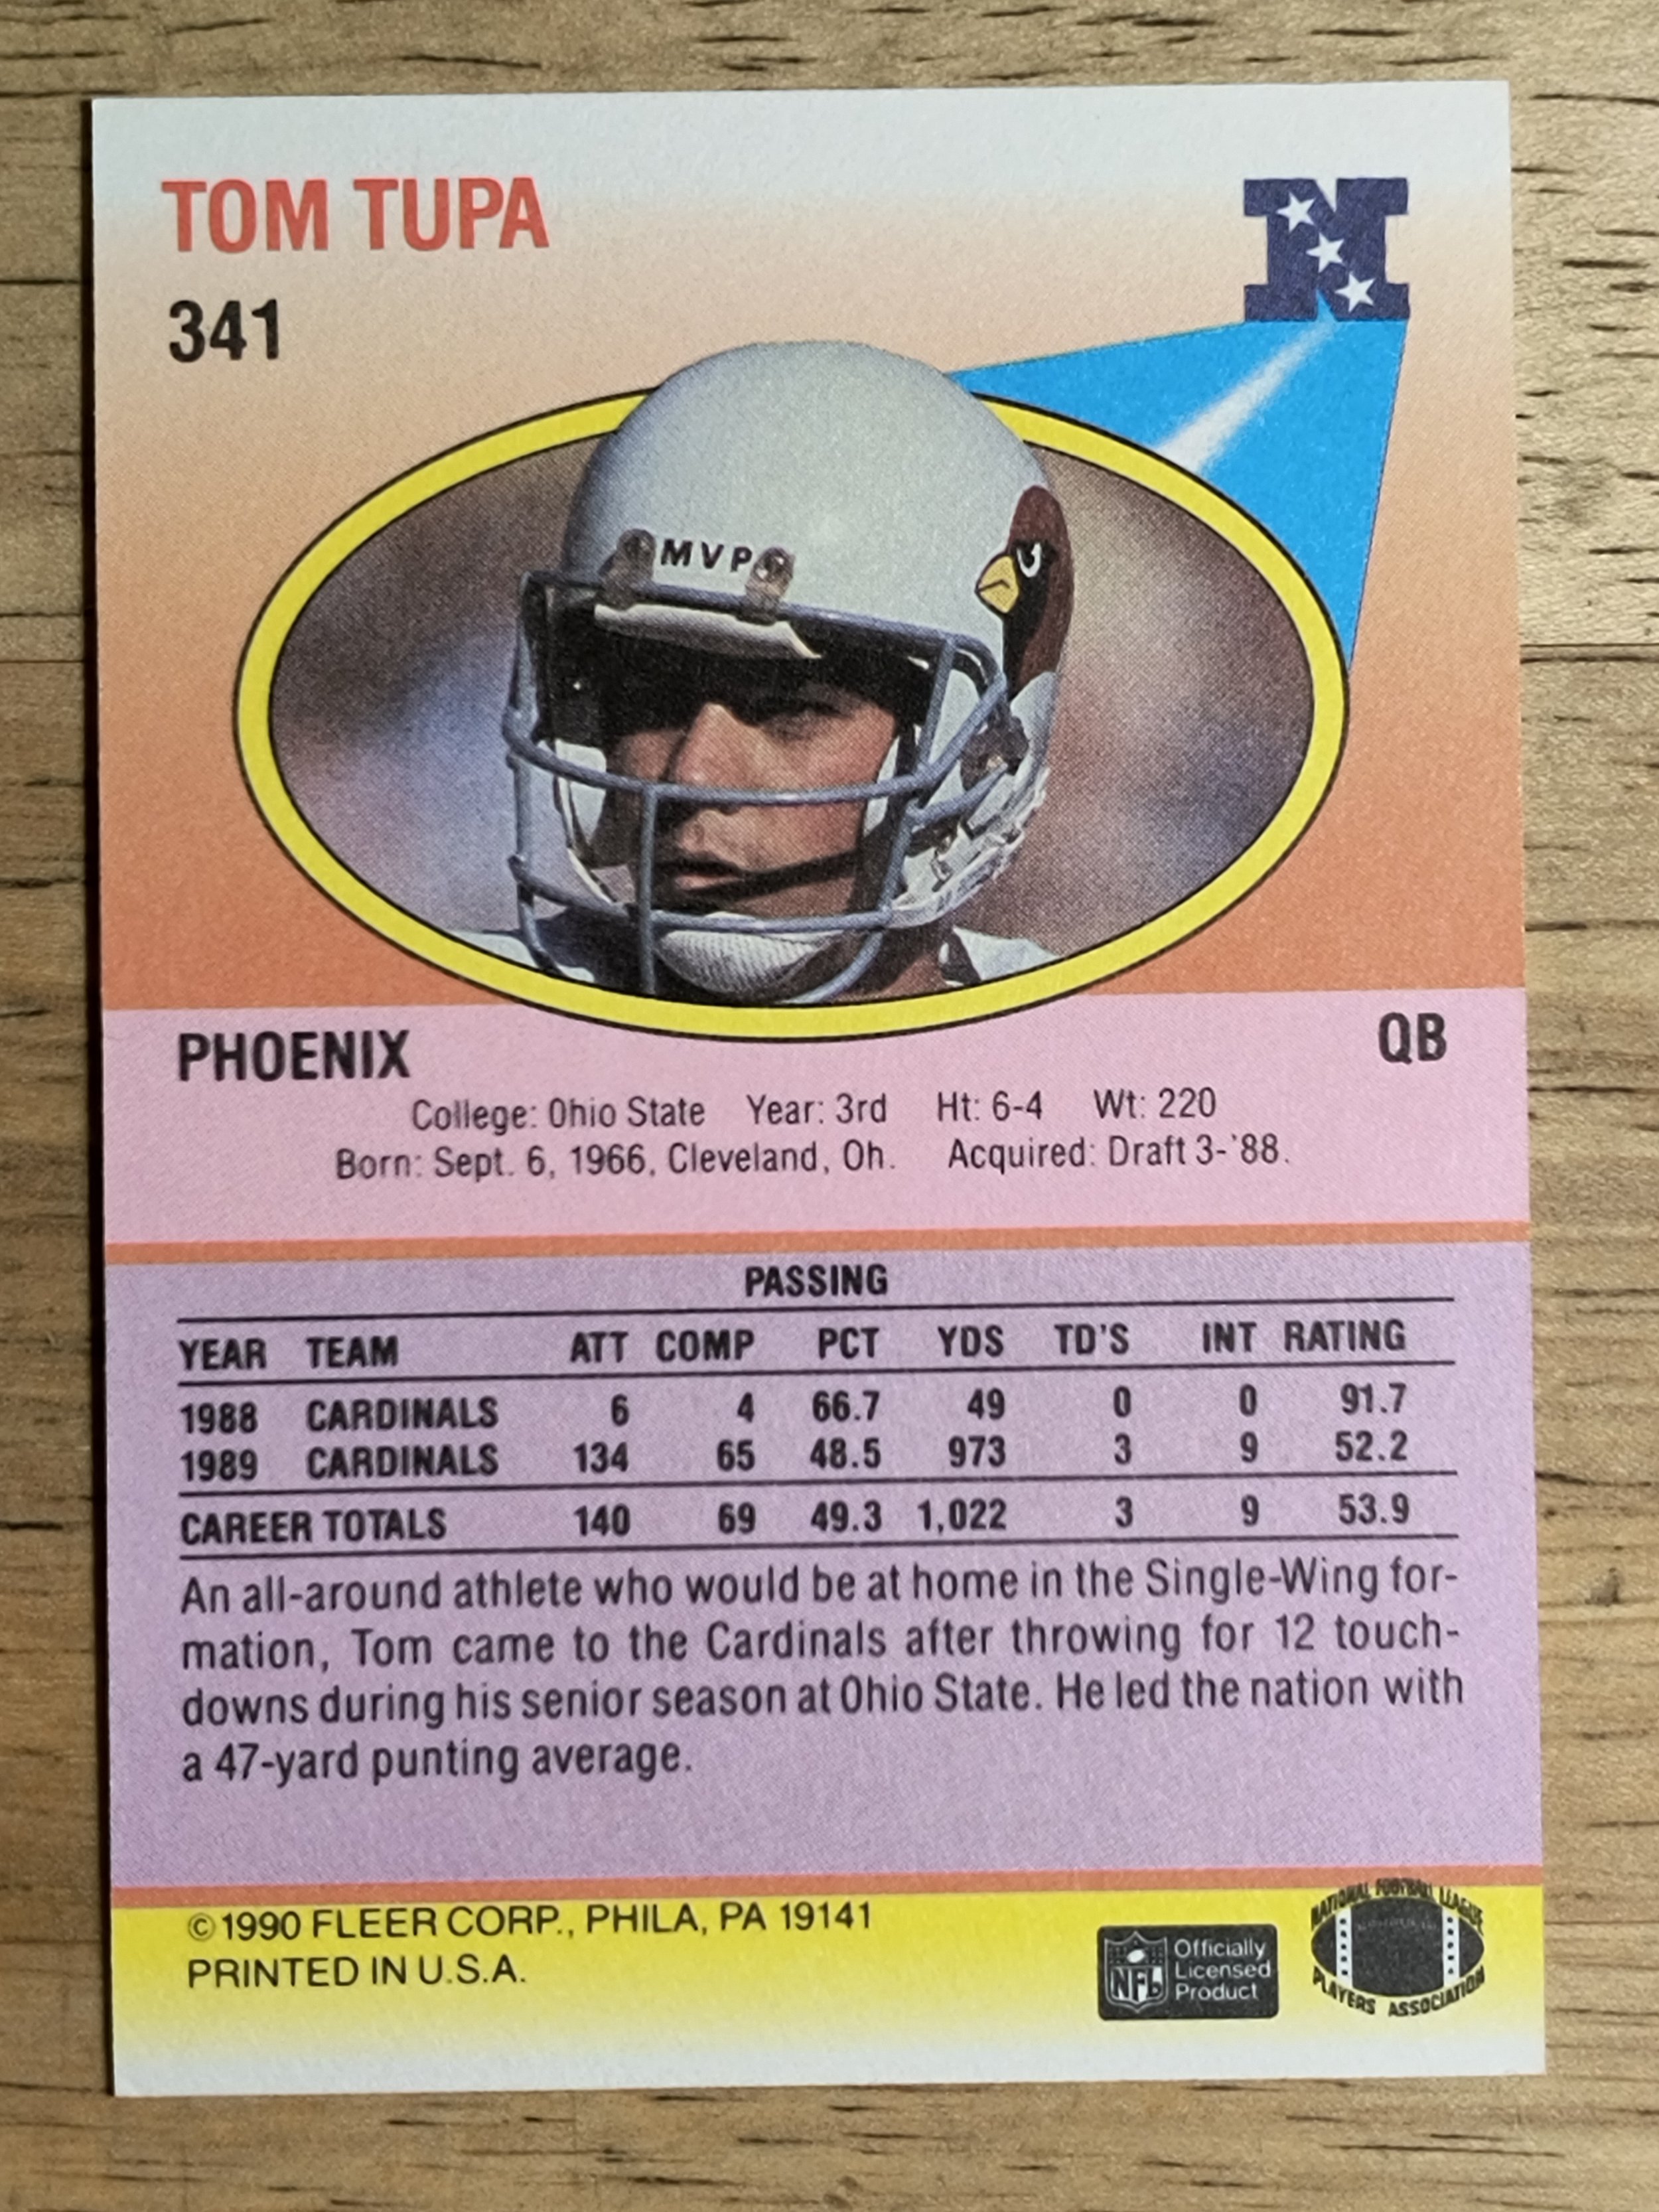 TOM TUPA
341
N
MVP
PHOENIX QB
College: Ohio State Year: 3rd Ht: 6-4 Wt: 220
Born: Sept. 6, 1966, Cleveland, Oh. Acquired: Draft 3-'88.
PASSING
YEAR TEAM ATT COMP PCT YDS TD'S INT RATING
1988 CARDINALS 6 4 66.7 49 0 0 91.7
1989 CARDINALS 134 65 48.5 973 3 9 52.2
CAREER TOTALS 140 69 49.3 1,022 3 9 53.9
An all-around athlete who would be at home in the Single-Wing for-
mation, Tom came to the Cardinals after throwing for 12 touch-
downs during his senior season at Ohio State. He led the nation with
a 47-yard punting average.
© 1990 FLEER CORP., PHILA, PA 19141
PRINTED IN U.S.A.
NFL
Officially
Licensed
Product
NATIONAL FOOTBALL LEAGUE
PLAYERS ASSOCIATION